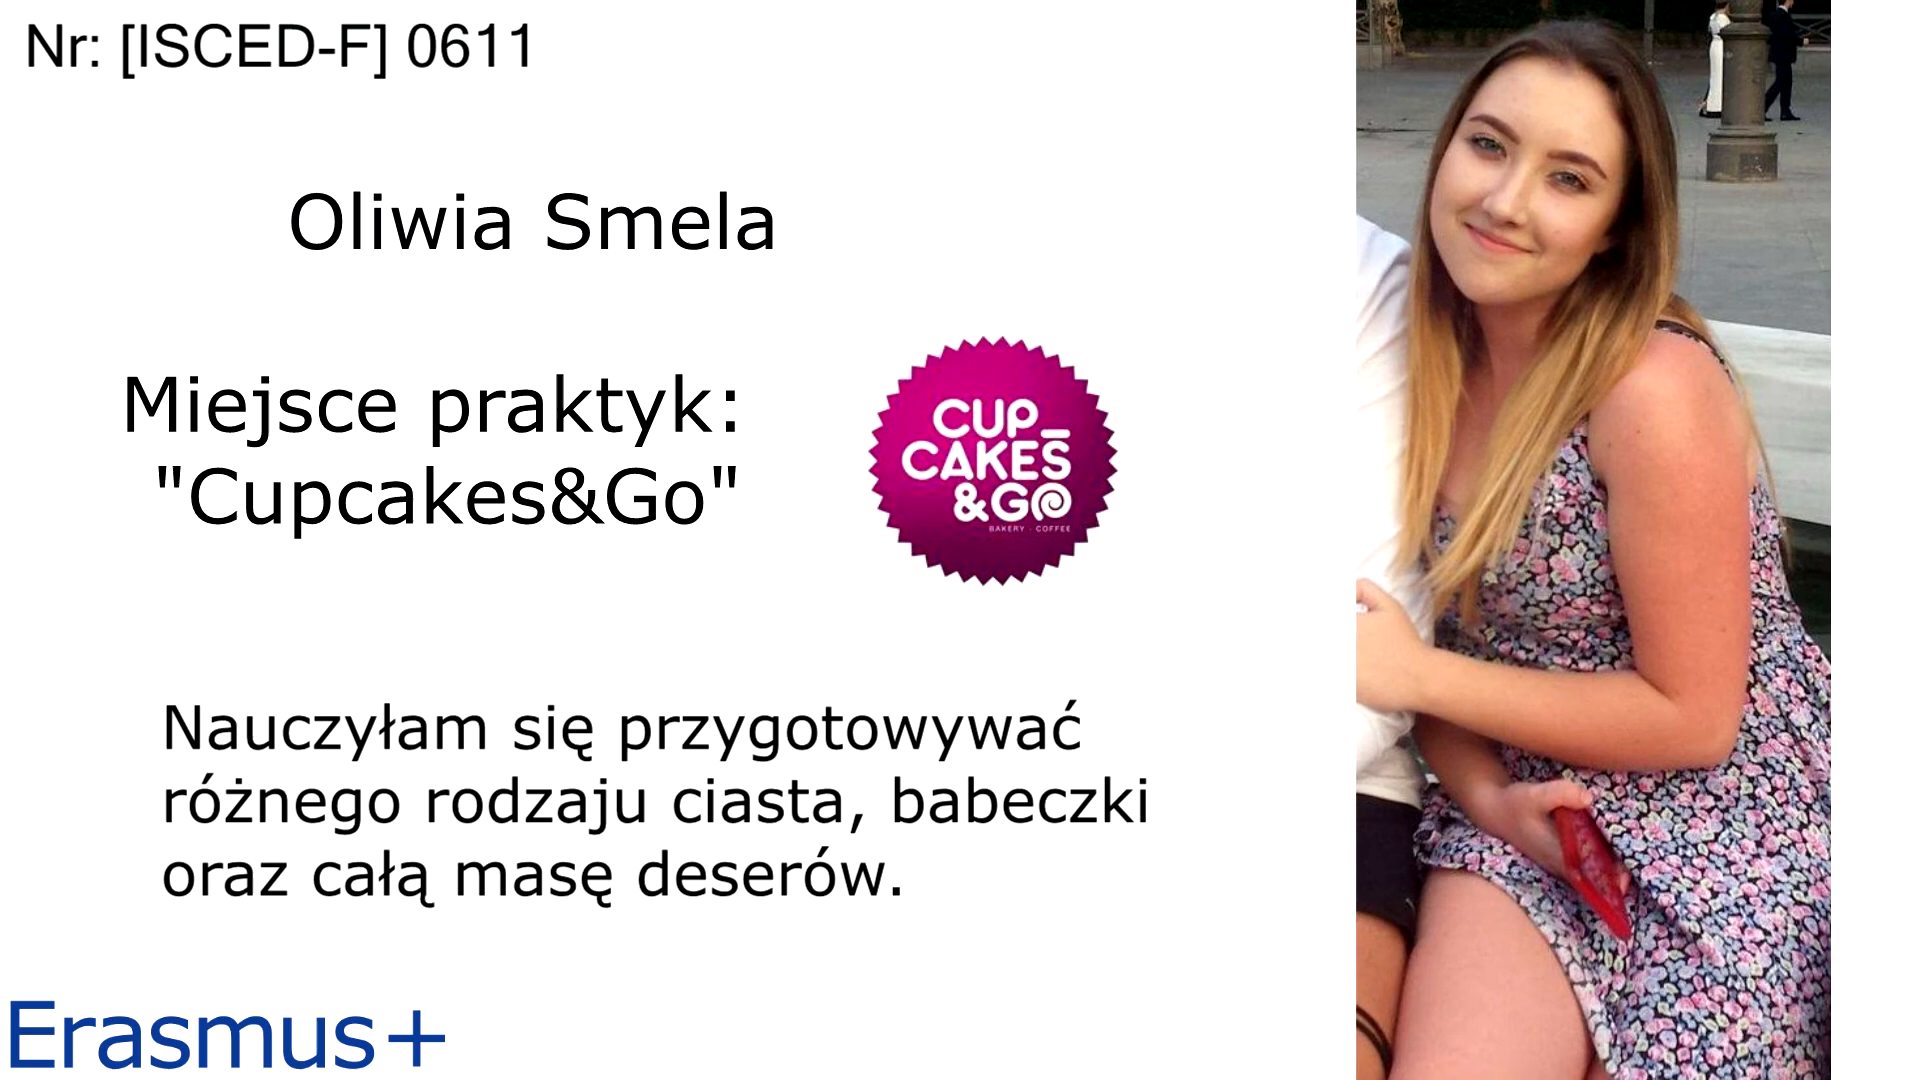 Nr: [ISCED-F] 0611
Oliwia Smela
Miejsce praktyk:
"Cupcakes&Go"
CUP_
CAKES
&GO
BAKERY · COFFEE
Nauczyłam się przygotowywać
różnego rodzaju ciasta, babeczki
oraz całą masę deserów.
Erasmus+